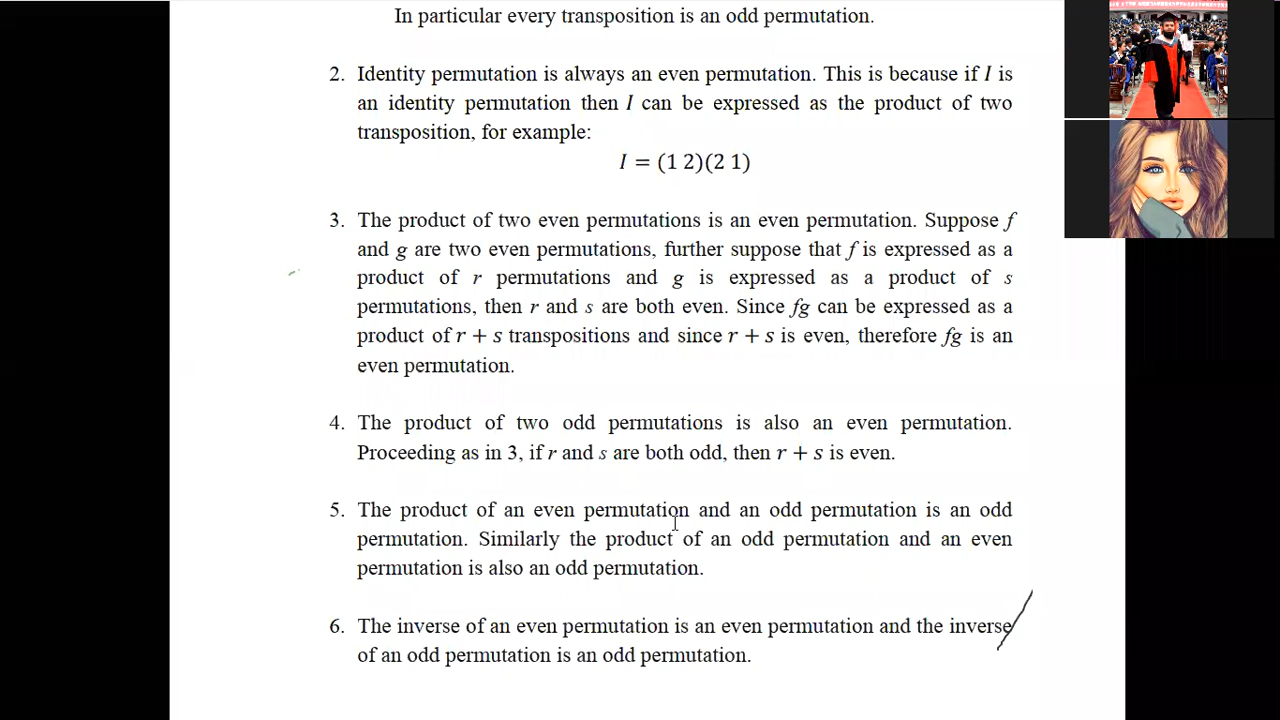 In particular every transposition is an odd permutation.
2. Identity permutation is always an even permutation. This is because if I is
an identity permutation then I can be expressed as the product of two
transposition, for example:
I = (1 2)(2 1)
3. The product of two even permutations is an even permutation. Suppose f
and g are two even permutations, further suppose that f is expressed as a
product of r permutations and g is expressed as a product of s
permutations, then r and s are both even. Since fg can be expressed as a
product of r + s transpositions and since r + s is even, therefore fg is an
even permutation.
4. The product of two odd permutations is also an even permutation.
Proceeding as in 3, if r and s are both odd, then r + s is even.
5. The product of an even permutation and an odd permutation is an odd
permutation. Similarly the product of an odd permutation and an even
permutation is also an odd permutation.
6. The inverse of an even permutation is an even permutation and the inverse
of an odd permutation is an odd permutation.